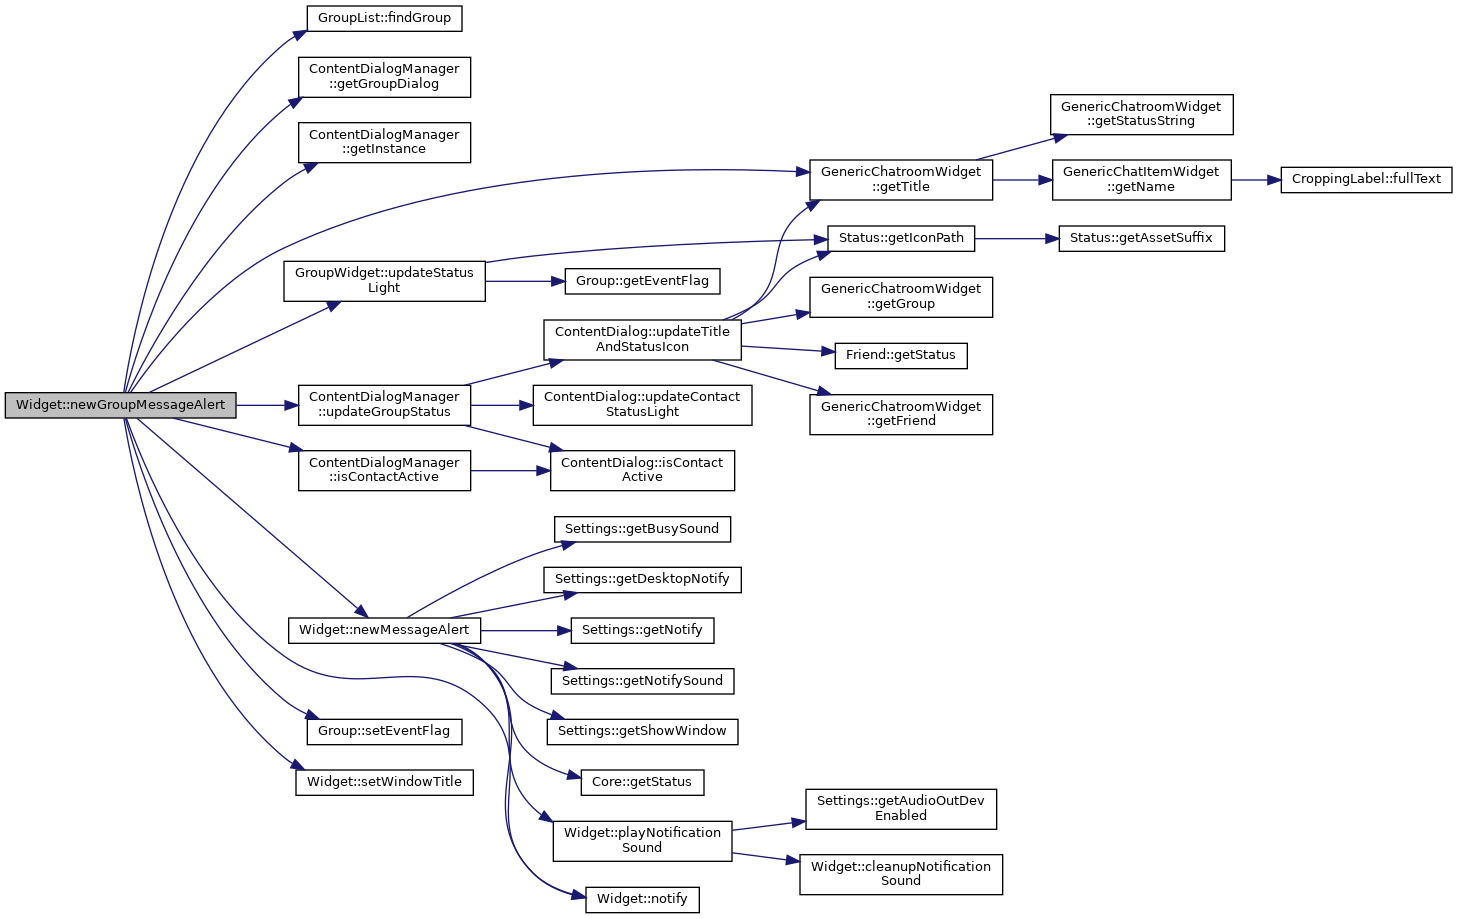 GroupList::findGroup
ContentDialogManager
::getGroupDialog
ContentDialogManager
::getInstance
GenericChatroomWidget
::getStatusString
GenericChatroomWidget
::getTitle
GenericChatItemWidget
::getName
CroppingLabel::fullText
Status::getIconPath
Status::getAssetSuffix
GroupWidget::updateStatus
Light
Group::getEventFlag
GenericChatroomWidget
::getGroup
ContentDialog::updateTitle
AndStatusIcon
Friend::getStatus
Widget::newGroupMessageAlert
ContentDialogManager
::updateGroupStatus
ContentDialog::updateContact
StatusLight
GenericChatroomWidget
::getFriend
ContentDialogManager
::isContactActive
ContentDialog::isContact
Active
Settings::getBusySound
Settings::getDesktopNotify
Widget::newMessageAlert
Settings::getNotify
Settings::getNotifySound
Group::setEventFlag
Settings::getShowWindow
Widget::setWindowTitle
Core::getStatus
Widget::playNotification
Sound
Settings::getAudioOutDev
Enabled
Widget::cleanupNotification
Sound
Widget::notify